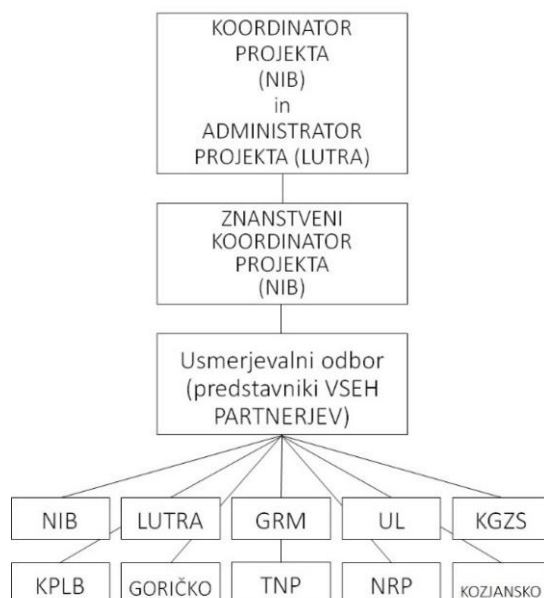 KOORDINATOR
PROJEKTA
(NIB)
in
ADMINISTRATOR
PROJEKTA (LUTRA)
ZNANSTVENI
KOORDINATOR
PROJEKTA
(NIB)
Usmerjevalni odbor
(predstavniki VSEH
PARTNERJEV)
NIB LUTRA GRM UL KGZS
KPLB GORIČKO TNP NRP KOZJANSKO